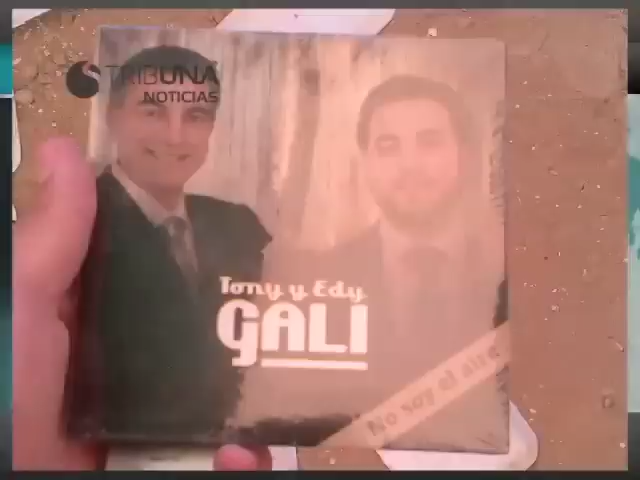 TRIBUNA
NOTICIAS
Tony y Edy
GALI
No soy el aire